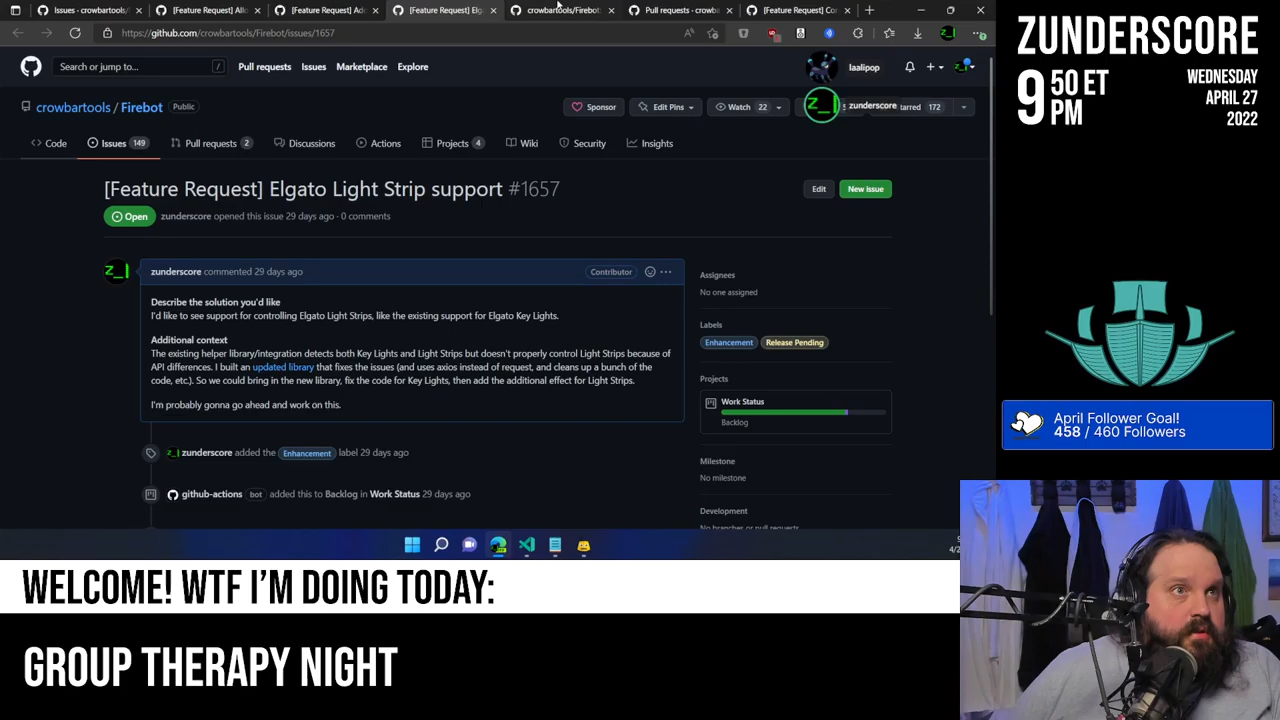 Issues · crowbartools/
[Feature Request] Allo
[Feature Request] Add
[Feature Request] Elg
crowbartools/Firebot:
Pull requests · crowba
[Feature Request] Con
https://github.com/crowbartools/Firebot/issues/1657
Search or jump to...
/
Pull requests
Issues
Marketplace
Explore
laalipop
crowbartools / Firebot
Public
Sponsor
Edit Pins
Watch 22
zunderscore
tarred 172
Code
Issues 149
Pull requests 2
Discussions
Actions
Projects 4
Wiki
Security
Insights
[Feature Request] Elgato Light Strip support #1657
Edit
New issue
Open
zunderscore opened this issue 29 days ago · 0 comments
zunderscore commented 29 days ago
Contributor
Describe the solution you'd like
I'd like to see support for controlling Elgato Light Strips, like the existing support for Elgato Key Lights.
Additional context
The existing helper library/integration detects both Key Lights and Light Strips but doesn't properly control Light Strips because of
API differences. I built an updated library that fixes the issues (and uses axios instead of request, and cleans up a bunch of the
code, etc.). So we could bring in the new library, fix the code for Key Lights, then add the additional effect for Light Strips.
I'm probably gonna go ahead and work on this.
zunderscore added the Enhancement label 29 days ago
github-actions bot added this to Backlog in Work Status 29 days ago
Assignees
No one assigned
Labels
Enhancement
Release Pending
Projects
Work Status
Backlog
Milestone
No milestone
Development
No branches or pull requests
ZUNDERSCORE
9 50 ET
PM
WEDNESDAY
APRIL 27
2022
April Follower Goal!
458 / 460 Followers
WELCOME! WTF I'M DOING TODAY:
GROUP THERAPY NIGHT